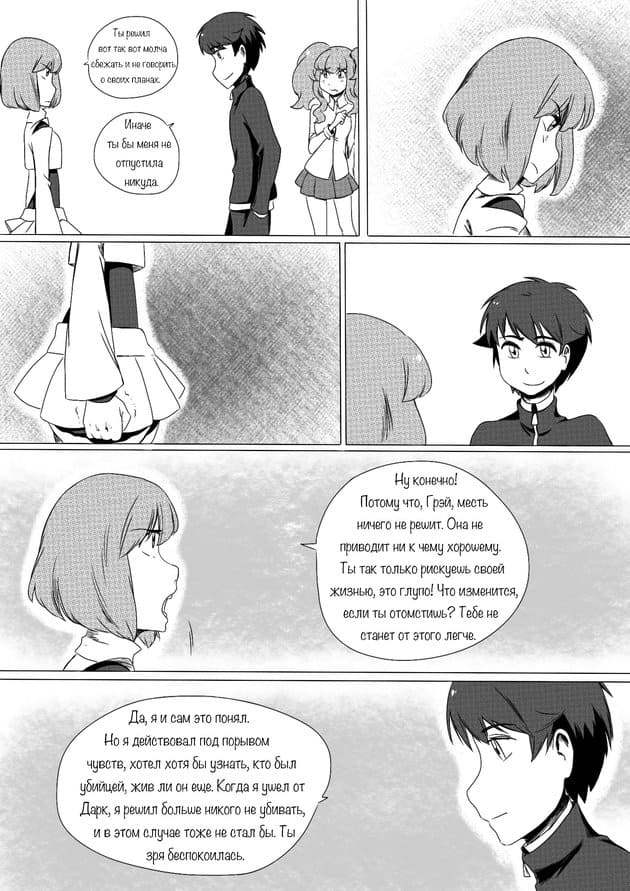 Ты решил
вот так вот молча
сбежать и не говорить
о своих планах.
Иначе
ты бы меня не
отпустила
никуда.
Ну конечно!
Потому что, Грэй, месть
ничего не решит. Она не
приводит ни к чему хорошему.
Ты так только рискуешь своей
жизнью, это глупо! Что изменится,
если ты отомстишь? Тебе не
станет от этого легче.
Да, я и сам это понял.
Но я действовал под порывом
чувств, хотел хотя бы узнать, кто был
убийцей, жив ли он еще. Когда я ушел от
Дарк, я решил больше никого не убивать,
и в этом случае тоже не стал бы. Ты
зря беспокоилась.